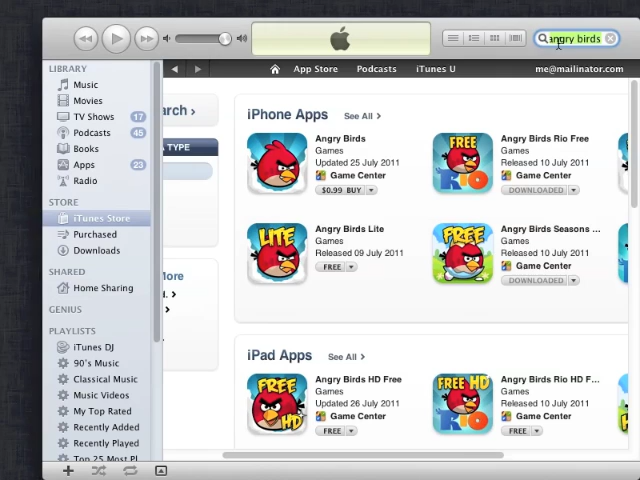 angry birds
LIBRARY
Music
Movies
TV Shows 17
Podcasts 45
Books
Apps 23
Radio
STORE
iTunes Store
Purchased
Downloads
SHARED
Home Sharing
GENIUS
PLAYLISTS
iTunes DJ
90's Music
Classical Music
Music Videos
My Top Rated
Recently Added
Recently Played
Top 25 Most Pl
App Store Podcasts iTunes U me@mailinator.com
arch
TYPE
More
d.
iPhone Apps See All
Angry Birds
Games
Updated 25 July 2011
Game Center
$0.99 BUY
FREE
RIO
Angry Birds Rio Free
Games
Released 10 July 2011
Game Center
DOWNLOADED
LITE
Angry Birds Lite
Games
Released 09 July 2011
FREE
FREE
Angry Birds Seasons ...
Games
Released 10 July 2011
Game Center
DOWNLOADED
iPad Apps See All
FREE
HD
Angry Birds HD Free
Games
Updated 26 July 2011
Game Center
FREE
FREE HD
RIO
Angry Birds Rio HD F...
Games
Released 10 July 2011
Game Center
FREE